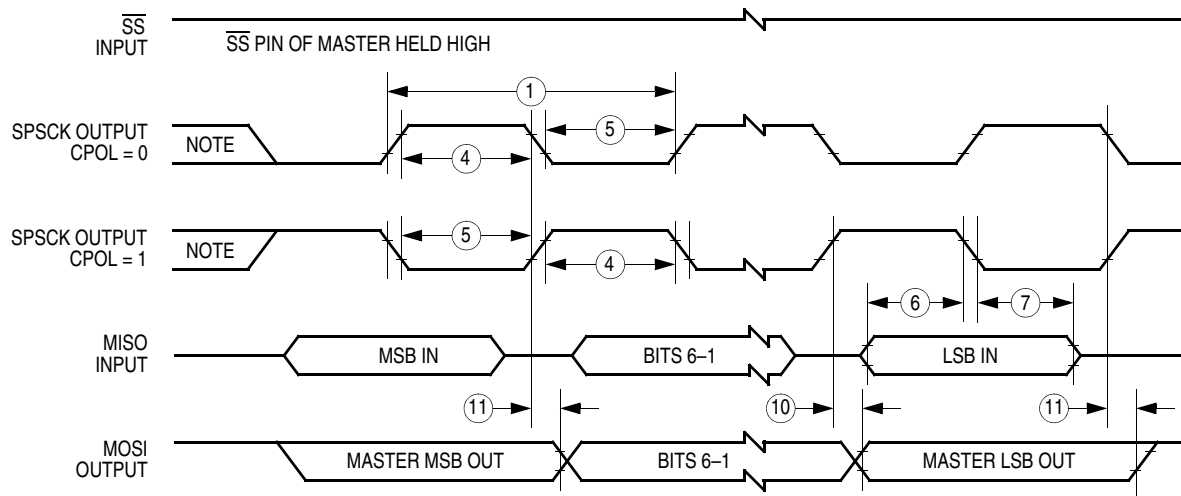 SS
INPUT
SS PIN OF MASTER HELD HIGH
1
SPSCK OUTPUT
CPOL = 0
NOTE
5
4
SPSCK OUTPUT
CPOL = 1
NOTE
5
4
6
7
MISO
INPUT
MSB IN
BITS 6–1
LSB IN
11
10
11
MOSI
OUTPUT
MASTER MSB OUT
BITS 6–1
MASTER LSB OUT